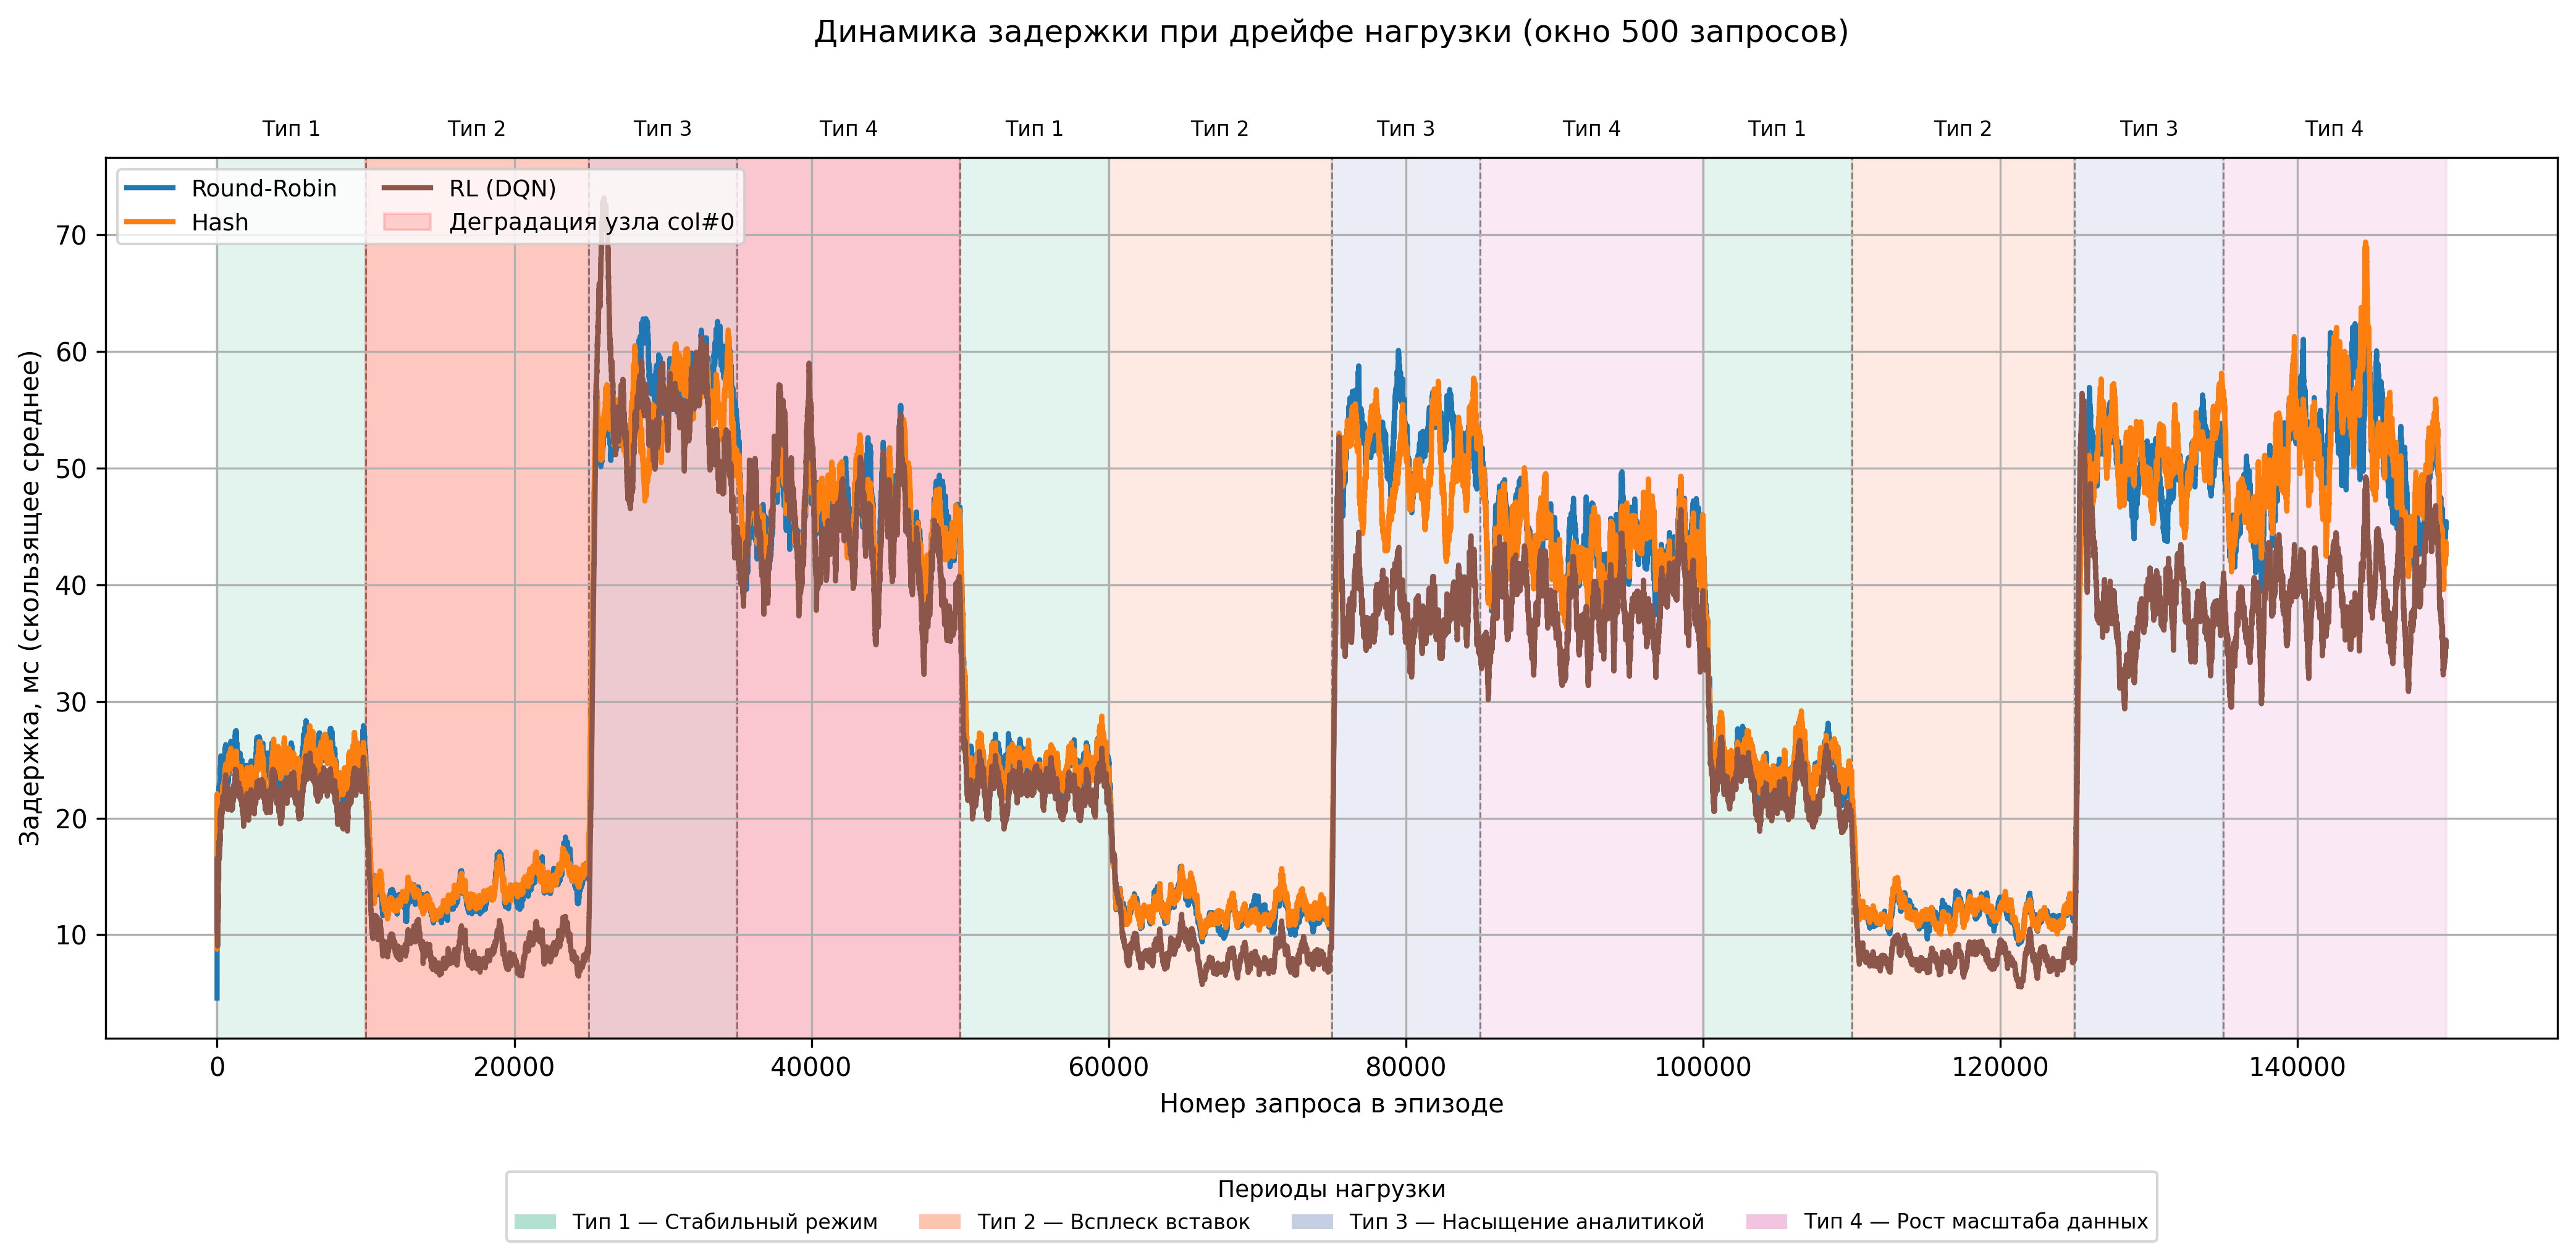 Динамика задержки при дрейфе нагрузки (окно 500 запросов)
Тип 1 Тип 2 Тип 3 Тип 4 Тип 1 Тип 2 Тип 3 Тип 4 Тип 1 Тип 2 Тип 3 Тип 4
Round-Robin RL (DQN)
Hash Деградация узла col#0
Задержка, мс (скользящее среднее)
70
60
50
40
30
20
10
0 20000 40000 60000 80000 100000 120000 140000
Номер запроса в эпизоде
Периоды нагрузки
Тип 1 — Стабильный режим Тип 2 — Всплеск вставок Тип 3 — Насыщение аналитикой Тип 4 — Рост масштаба данных